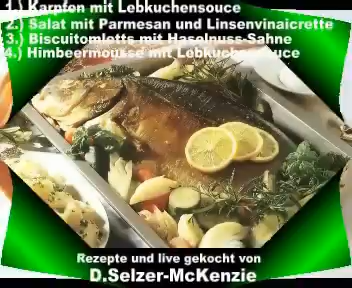 1.) Karpfen mit Lebkuchensouce
2.) Salat mit Parmesan und Linsenvinaicrette
3.) Biscuitomletts mit Haselnuss-Sahne
4.) Himbeermousse mit Lebkuchensouce
Rezepte und live gekocht von
D.Selzer-McKenzie